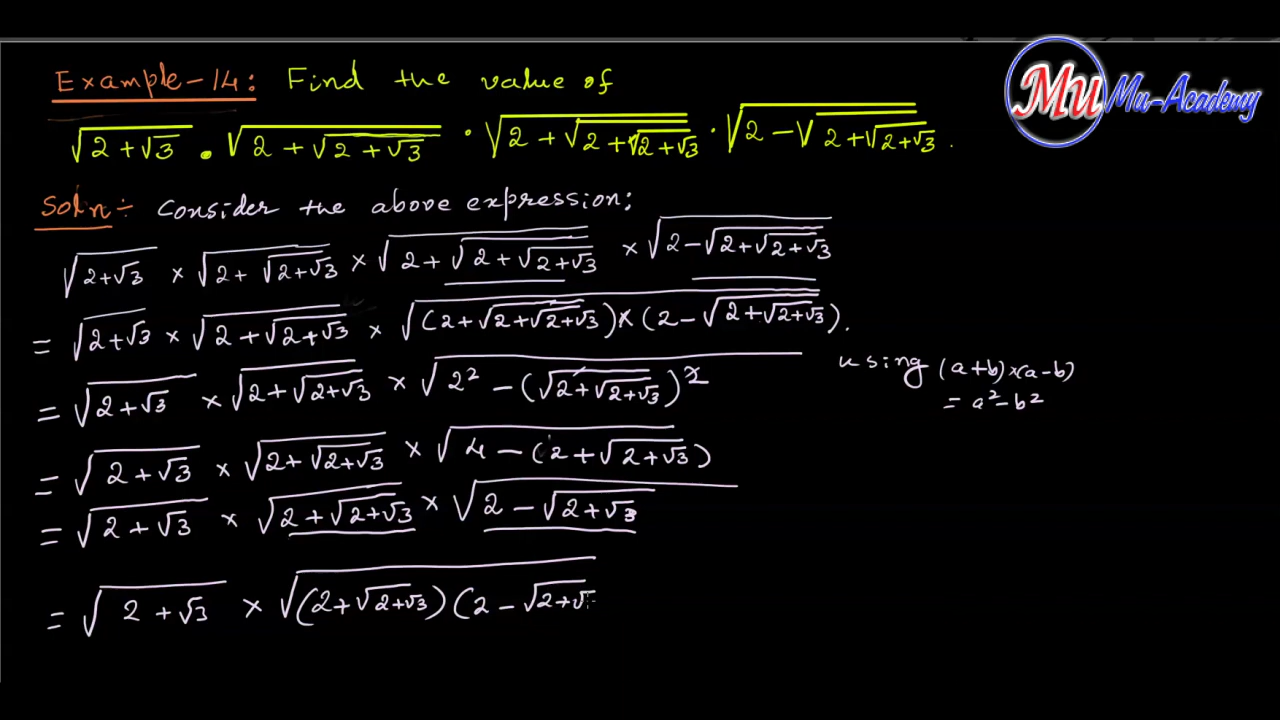 Example-14: Find the value of
√(2+√3) . √(2+√(2+√3)) · √(2+√(2+√(2+√3))) · √(2-√(2+√(2+√3))) .
Mu Mu-Academy
Soln÷ Consider the above expression:
√(2+√3) × √(2+√(2+√3)) × √(2+√(2+√(2+√3))) × √(2-√(2+√(2+√3)))
= √(2+√3) × √(2+√(2+√3)) × √((2+√(2+√(2+√3)))×(2-√(2+√(2+√3)))).
= √(2+√3) × √(2+√(2+√3)) × √(2² - (√(2+√(2+√3)))²)
using (a+b)×(a-b)
= a²-b²
= √(2+√3) × √(2+√(2+√3)) × √(4-(2+√(2+√3)))
= √(2+√3) × √(2+√(2+√3)) × √(2-√(2+√3))
= √(2+√3) × √((2+√(2+√3))(2-√(2+√3